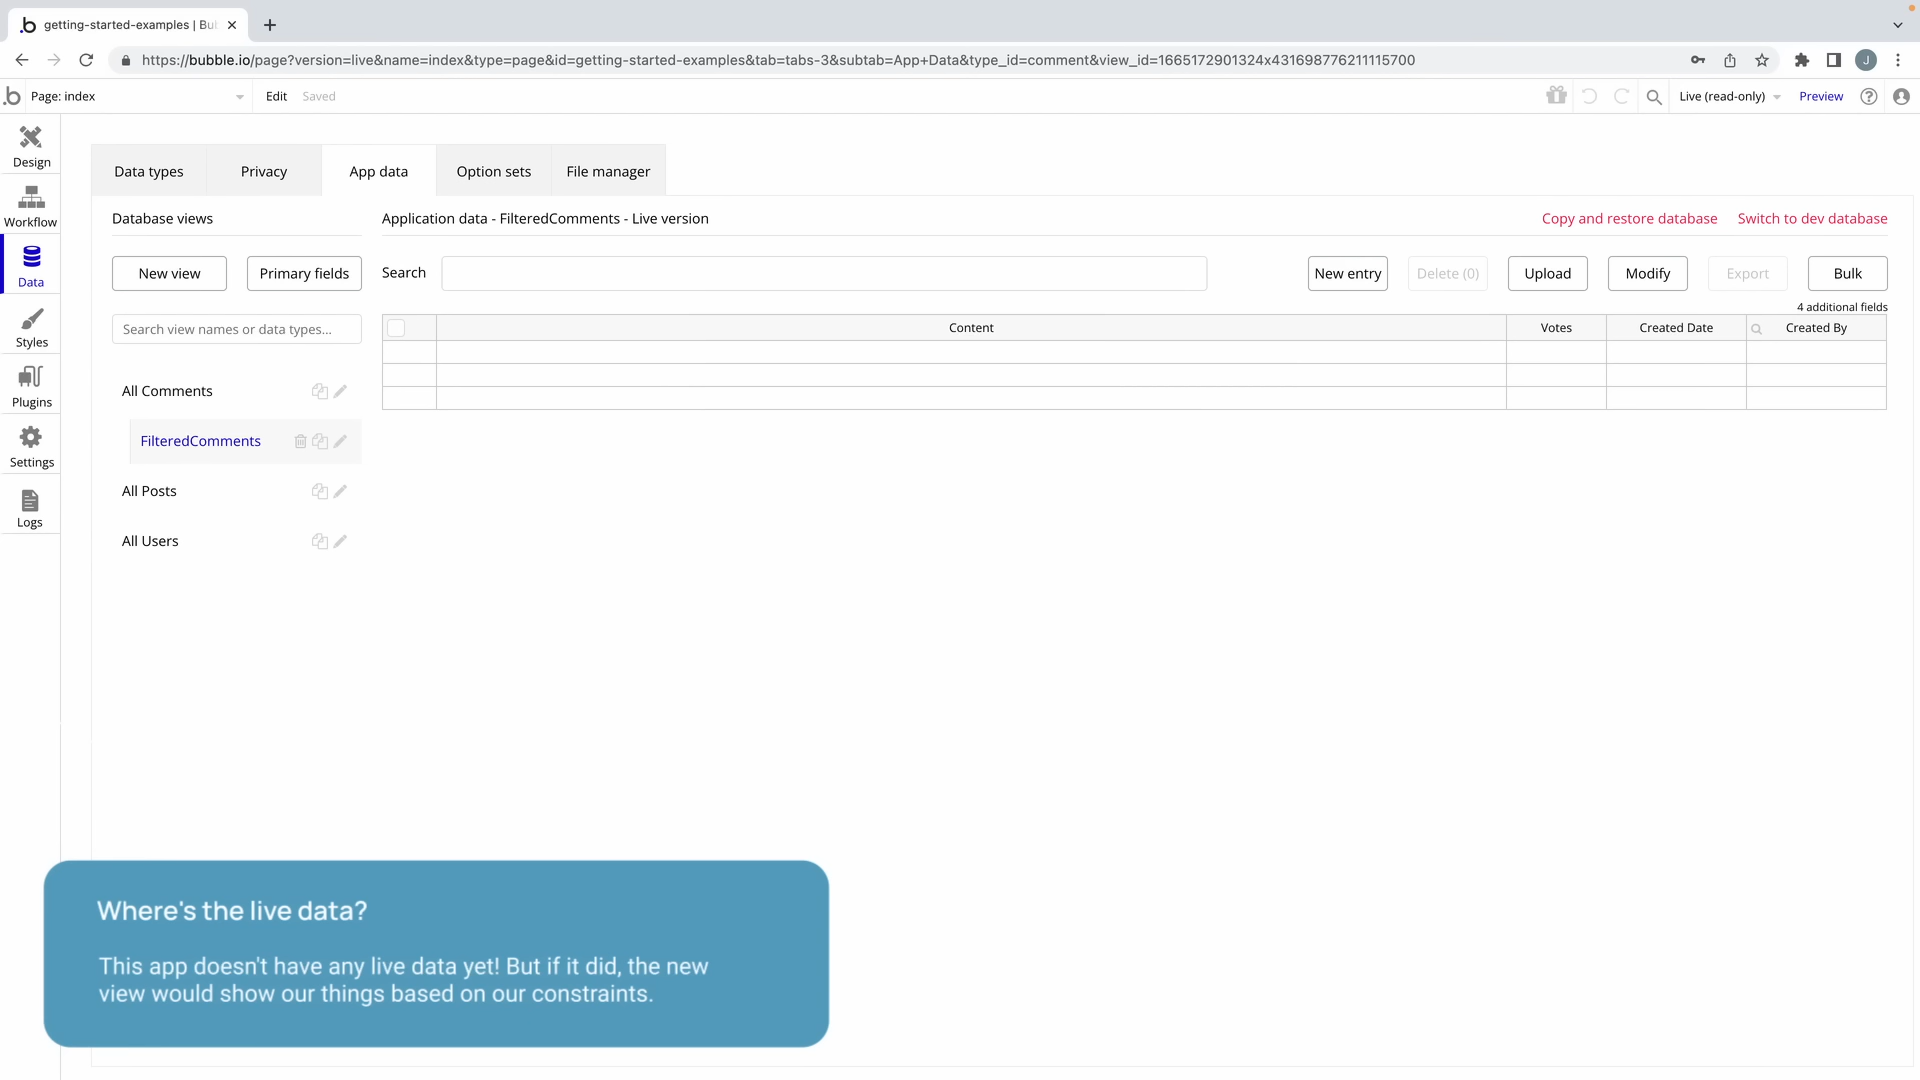 getting-started-examples | Bu
https://bubble.io/page?version=live&name=index&type=page&id=getting-started-examples&tab=tabs-3&subtab=App+Data&type_id=comment&view_id=1665172901324x431698776211115700
J
Page: index
Edit
Saved
Live (read-only)
Preview
Design
Workflow
Data
Styles
Plugins
Settings
Logs
Data types
Privacy
App data
Option sets
File manager
Database views
Application data - FilteredComments - Live version
Copy and restore database
Switch to dev database
New view
Primary fields
Search
New entry
Delete (0)
Upload
Modify
Export
Bulk
4 additional fields
Search view names or data types...
Content
Votes
Created Date
Created By
All Comments
FilteredComments
All Posts
All Users
Where's the live data?
This app doesn't have any live data yet! But if it did, the new
view would show our things based on our constraints.